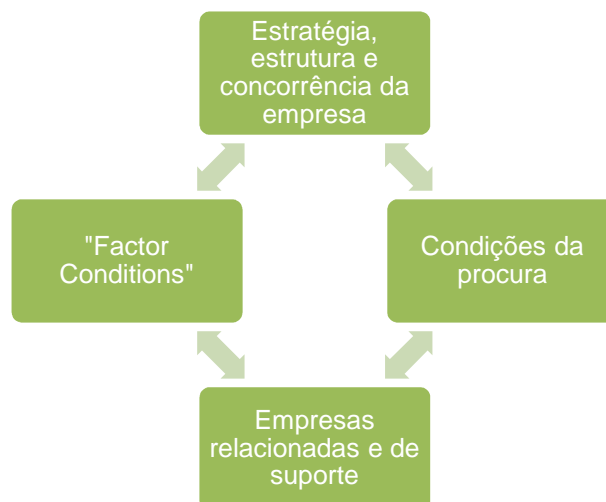 Estratégia,
estrutura e
concorrência da
empresa
"Factor
Conditions"
Condições da
procura
Empresas
relacionadas e de
suporte